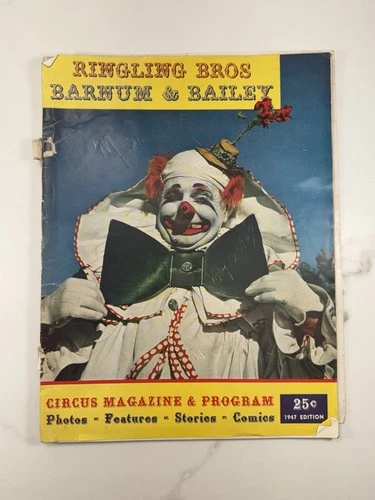 RINGLING BROS
BARNUM & BAILEY
CIRCUS MAGAZINE & PROGRAM
Photos - Features - Stories - Comics
25¢
1947 EDITION